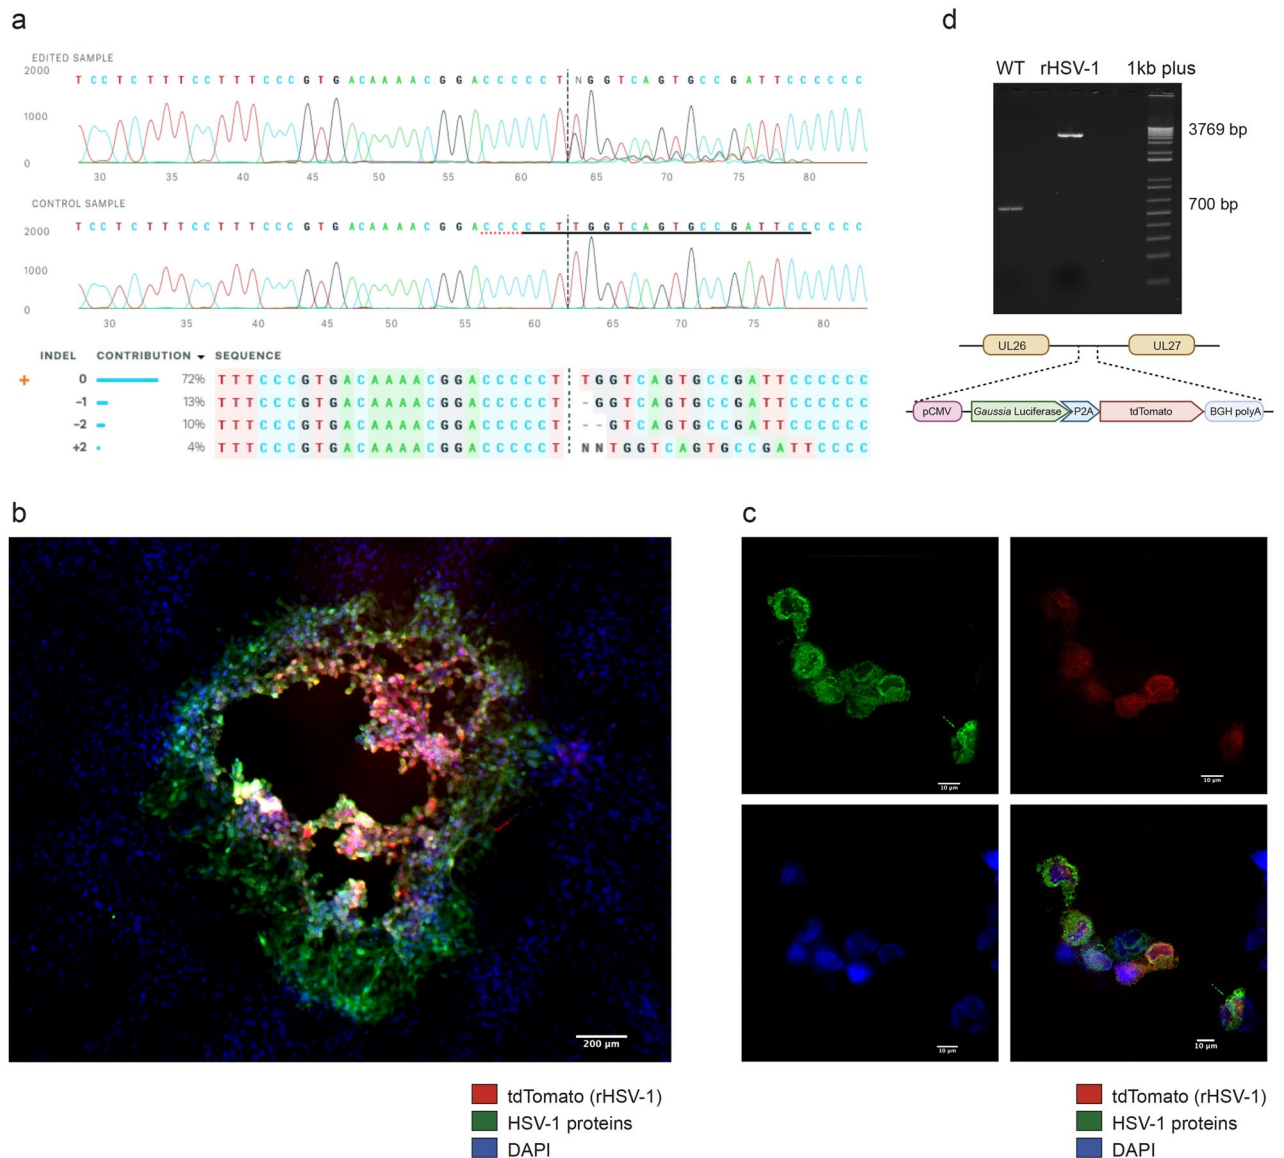 a
EDITED SAMPLE
2000
T C C T C T T T C C T T T C C C G T G A C A A A A C G G A C C C C C T N G G T C A G T G C C G A T T C C C C C C
1000
0
30 35 40 45 50 55 60 65 70 75 80
CONTROL SAMPLE
T C C T C T T T C C T T T C C C G T G A C A A A A C G G A C C C C C T T G G T C A G T G C C G A T T C C C C C C
2000
1000
0
30 35 40 45 50 55 60 65 70 75 80
INDEL CONTRIBUTION SEQUENCE
+ 0 72% T T T C C C G T G A C A A A A C G G A C C C C C T T G G T C A G T G C C G A T T C C C C C C
-1 13% T T T C C C G T G A C A A A A C G G A C C C C C T - G G T C A G T G C C G A T T C C C C C C
-2 10% T T T C C C G T G A C A A A A C G G A C C C C C T - - G T C A G T G C C G A T T C C C C C C
+2 4% T T T C C C G T G A C A A A A C G G A C C C C C T N N T G G T C A G T G C C G A T T C C C C
d
WT rHSV-1 1kb plus
3769 bp
700 bp
UL26 UL27
pCMV Gaussia Luciferase P2A tdTomato BGH polyA
b
200 μm
tdTomato (rHSV-1)
HSV-1 proteins
DAPI
c
10 μm
10 μm
10 μm
10 μm
tdTomato (rHSV-1)
HSV-1 proteins
DAPI